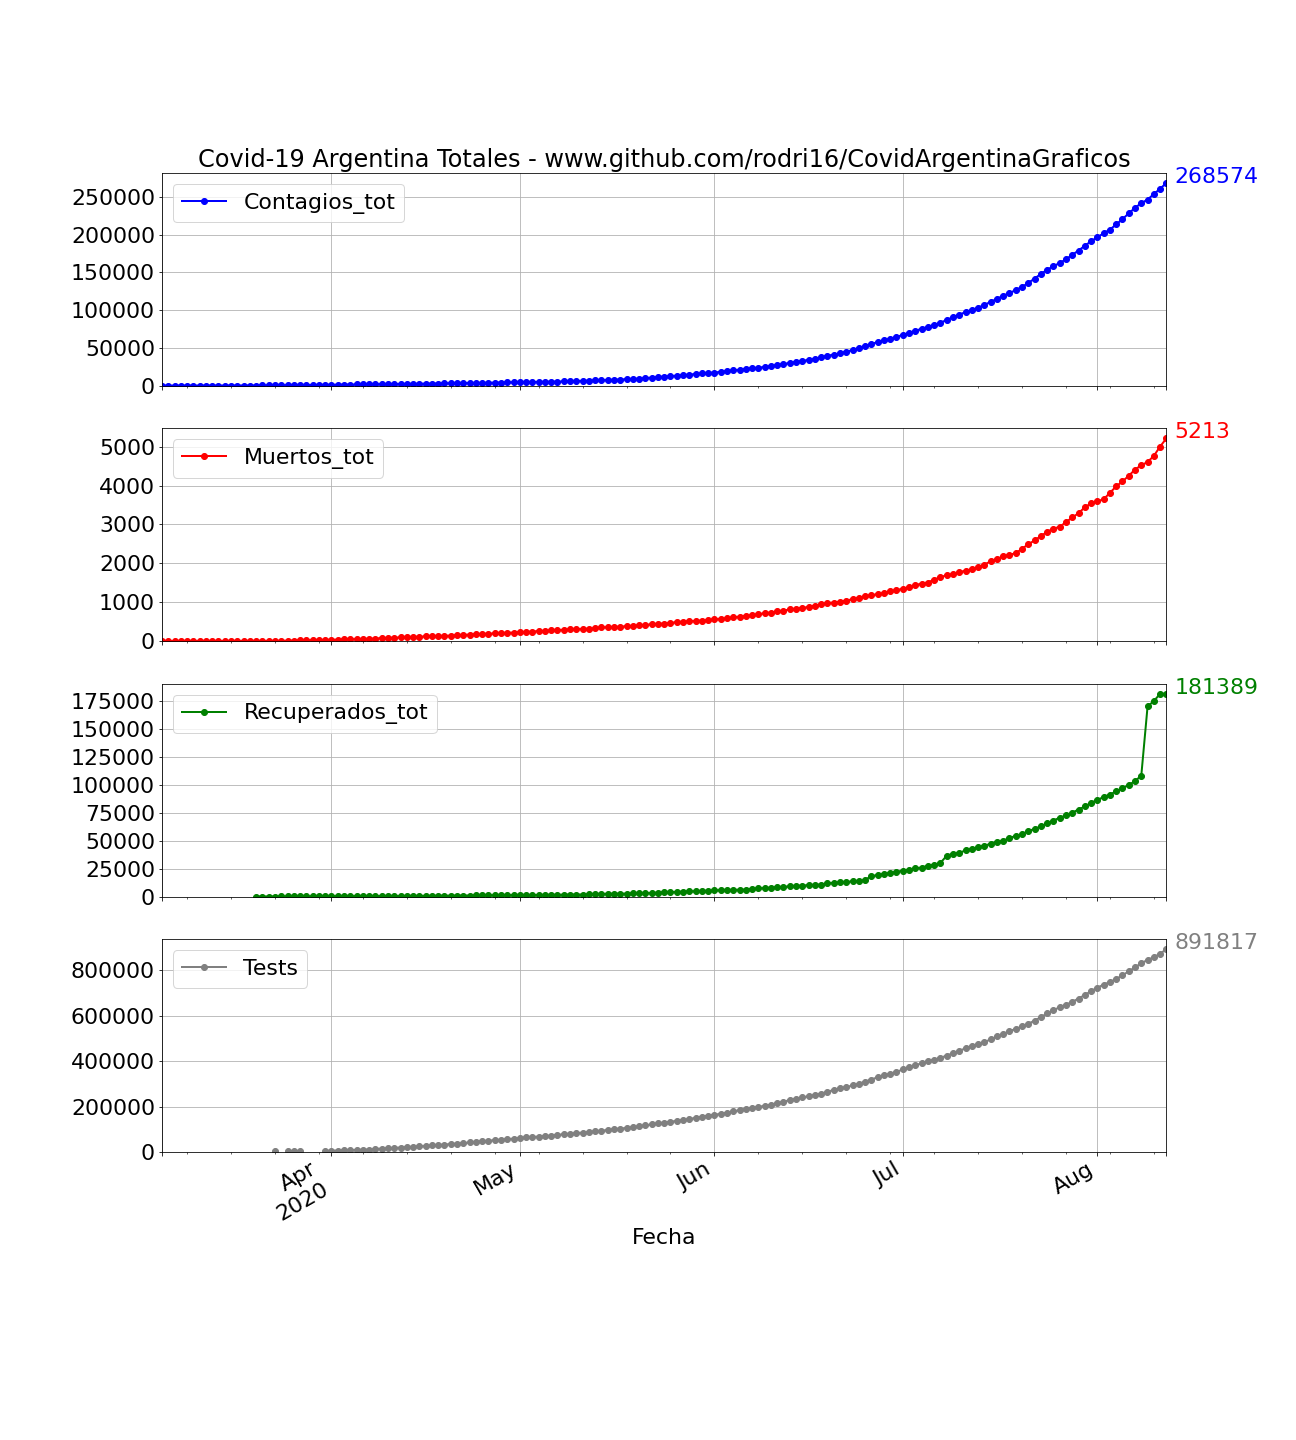 Covid-19 Argentina Totales - www.github.com/rodri16/CovidArgentinaGraficos
268574
Contagios_tot
250000
200000
150000
100000
50000
0
5213
Muertos_tot
5000
4000
3000
2000
1000
0
181389
Recuperados_tot
175000
150000
125000
100000
75000
50000
25000
0
891817
Tests
800000
600000
400000
200000
0
Apr
2020
May
Jun
Jul
Aug
Fecha